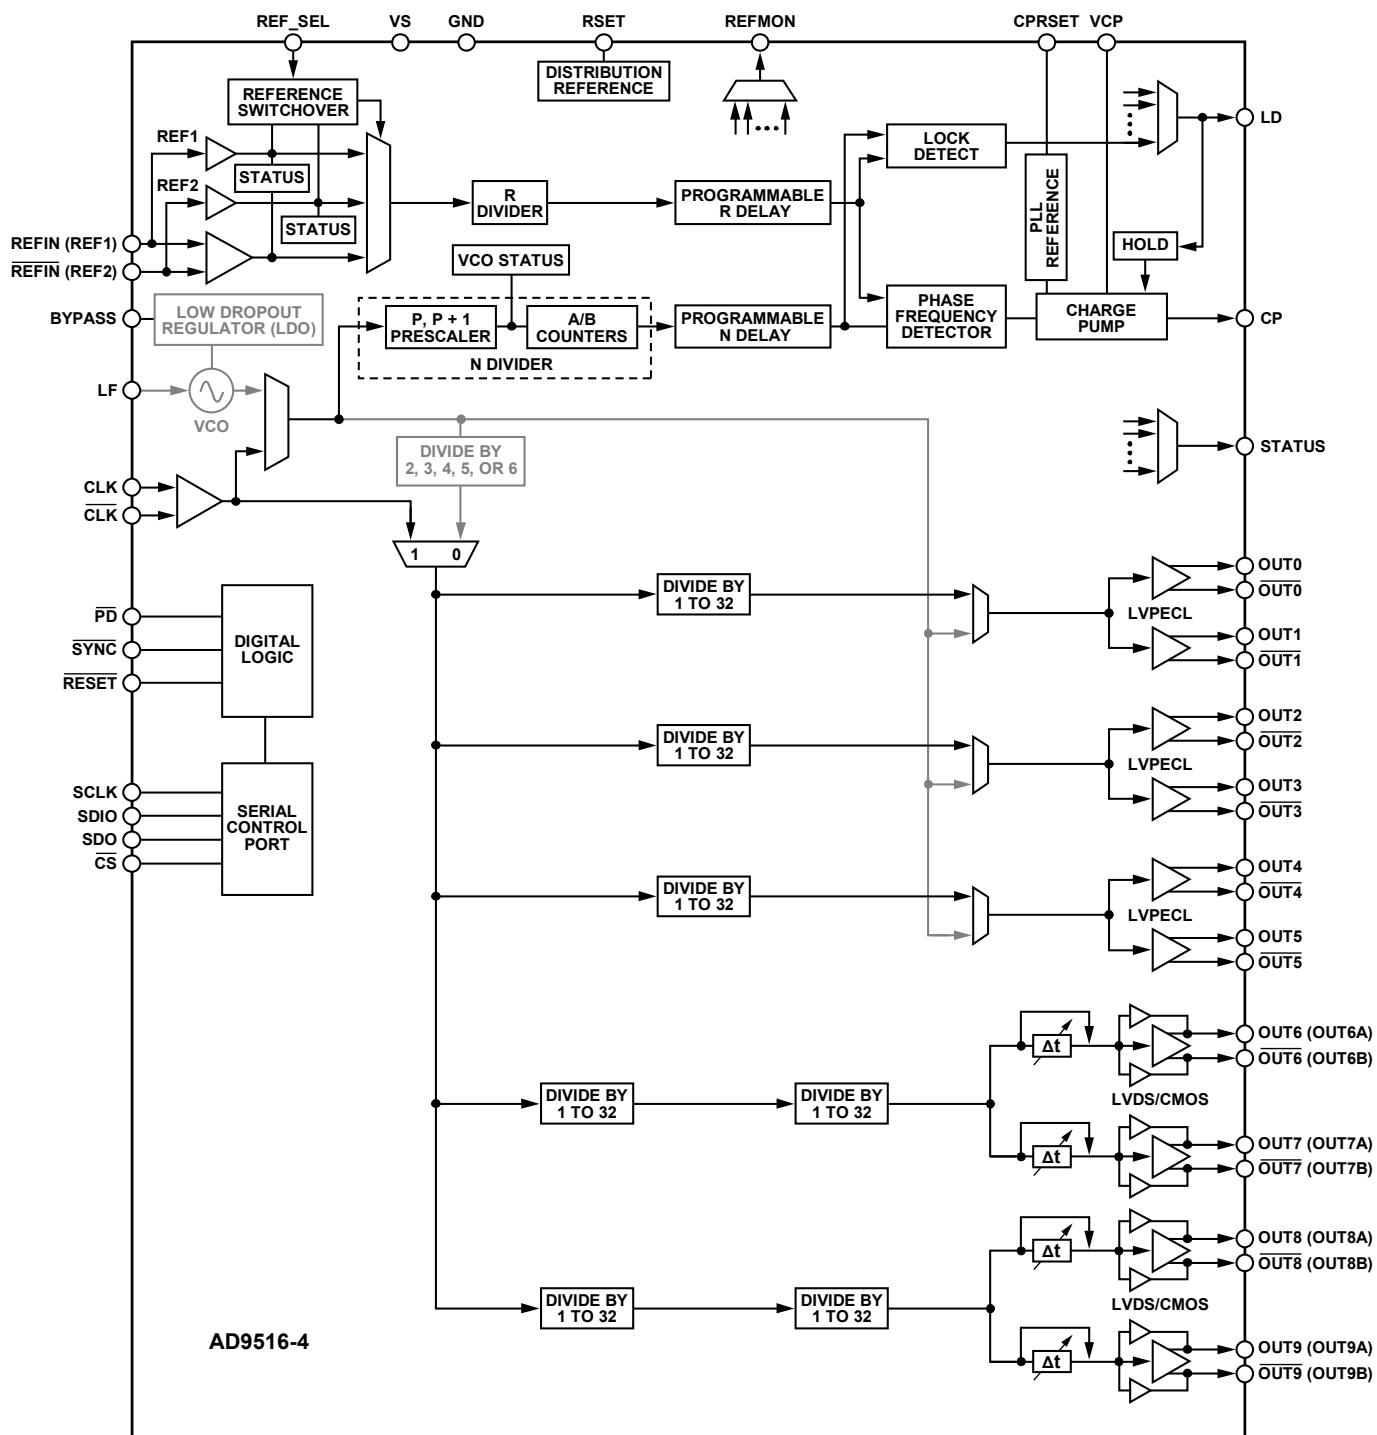 REF_SEL
VS
GND
RSET
REFMON
CPRSET
VCP
DISTRIBUTION
REFERENCE
REFERENCE
SWITCHOVER
REF1
STATUS
REF2
STATUS
REFIN (REF1)
REFIN (REF2)
BYPASS
LF
R
DIVIDER
PROGRAMMABLE
R DELAY
LOCK
DETECT
PLL
REFERENCE
HOLD
LD
VCO STATUS
LOW DROPOUT
REGULATOR (LDO)
P, P + 1
PRESCALER
A/B
COUNTERS
N DIVIDER
PROGRAMMABLE
N DELAY
PHASE
FREQUENCY
DETECTOR
CHARGE
PUMP
CP
VCO
STATUS
DIVIDE BY
2, 3, 4, 5, OR 6
CLK
CLK
1 0
PD
SYNC
RESET
DIGITAL
LOGIC
SCLK
SDIO
SDO
CS
SERIAL
CONTROL
PORT
DIVIDE BY
1 TO 32
LVPECL
OUT0
OUT0
OUT1
OUT1
DIVIDE BY
1 TO 32
LVPECL
OUT2
OUT2
OUT3
OUT3
DIVIDE BY
1 TO 32
LVPECL
OUT4
OUT4
OUT5
OUT5
DIVIDE BY
1 TO 32
DIVIDE BY
1 TO 32
Δt
Δt
LVDS/CMOS
OUT6 (OUT6A)
OUT6 (OUT6B)
OUT7 (OUT7A)
OUT7 (OUT7B)
DIVIDE BY
1 TO 32
DIVIDE BY
1 TO 32
Δt
Δt
LVDS/CMOS
OUT8 (OUT8A)
OUT8 (OUT8B)
OUT9 (OUT9A)
OUT9 (OUT9B)
AD9516-4